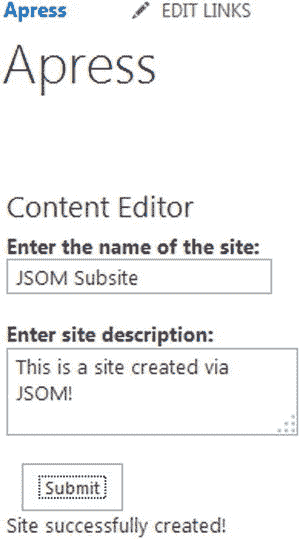 Apress EDIT LINKS
Apress
Content Editor
Enter the name of the site:
JSOM Subsite
Enter site description:
This is a site created via
JSOM!
Submit
Site successfully created!